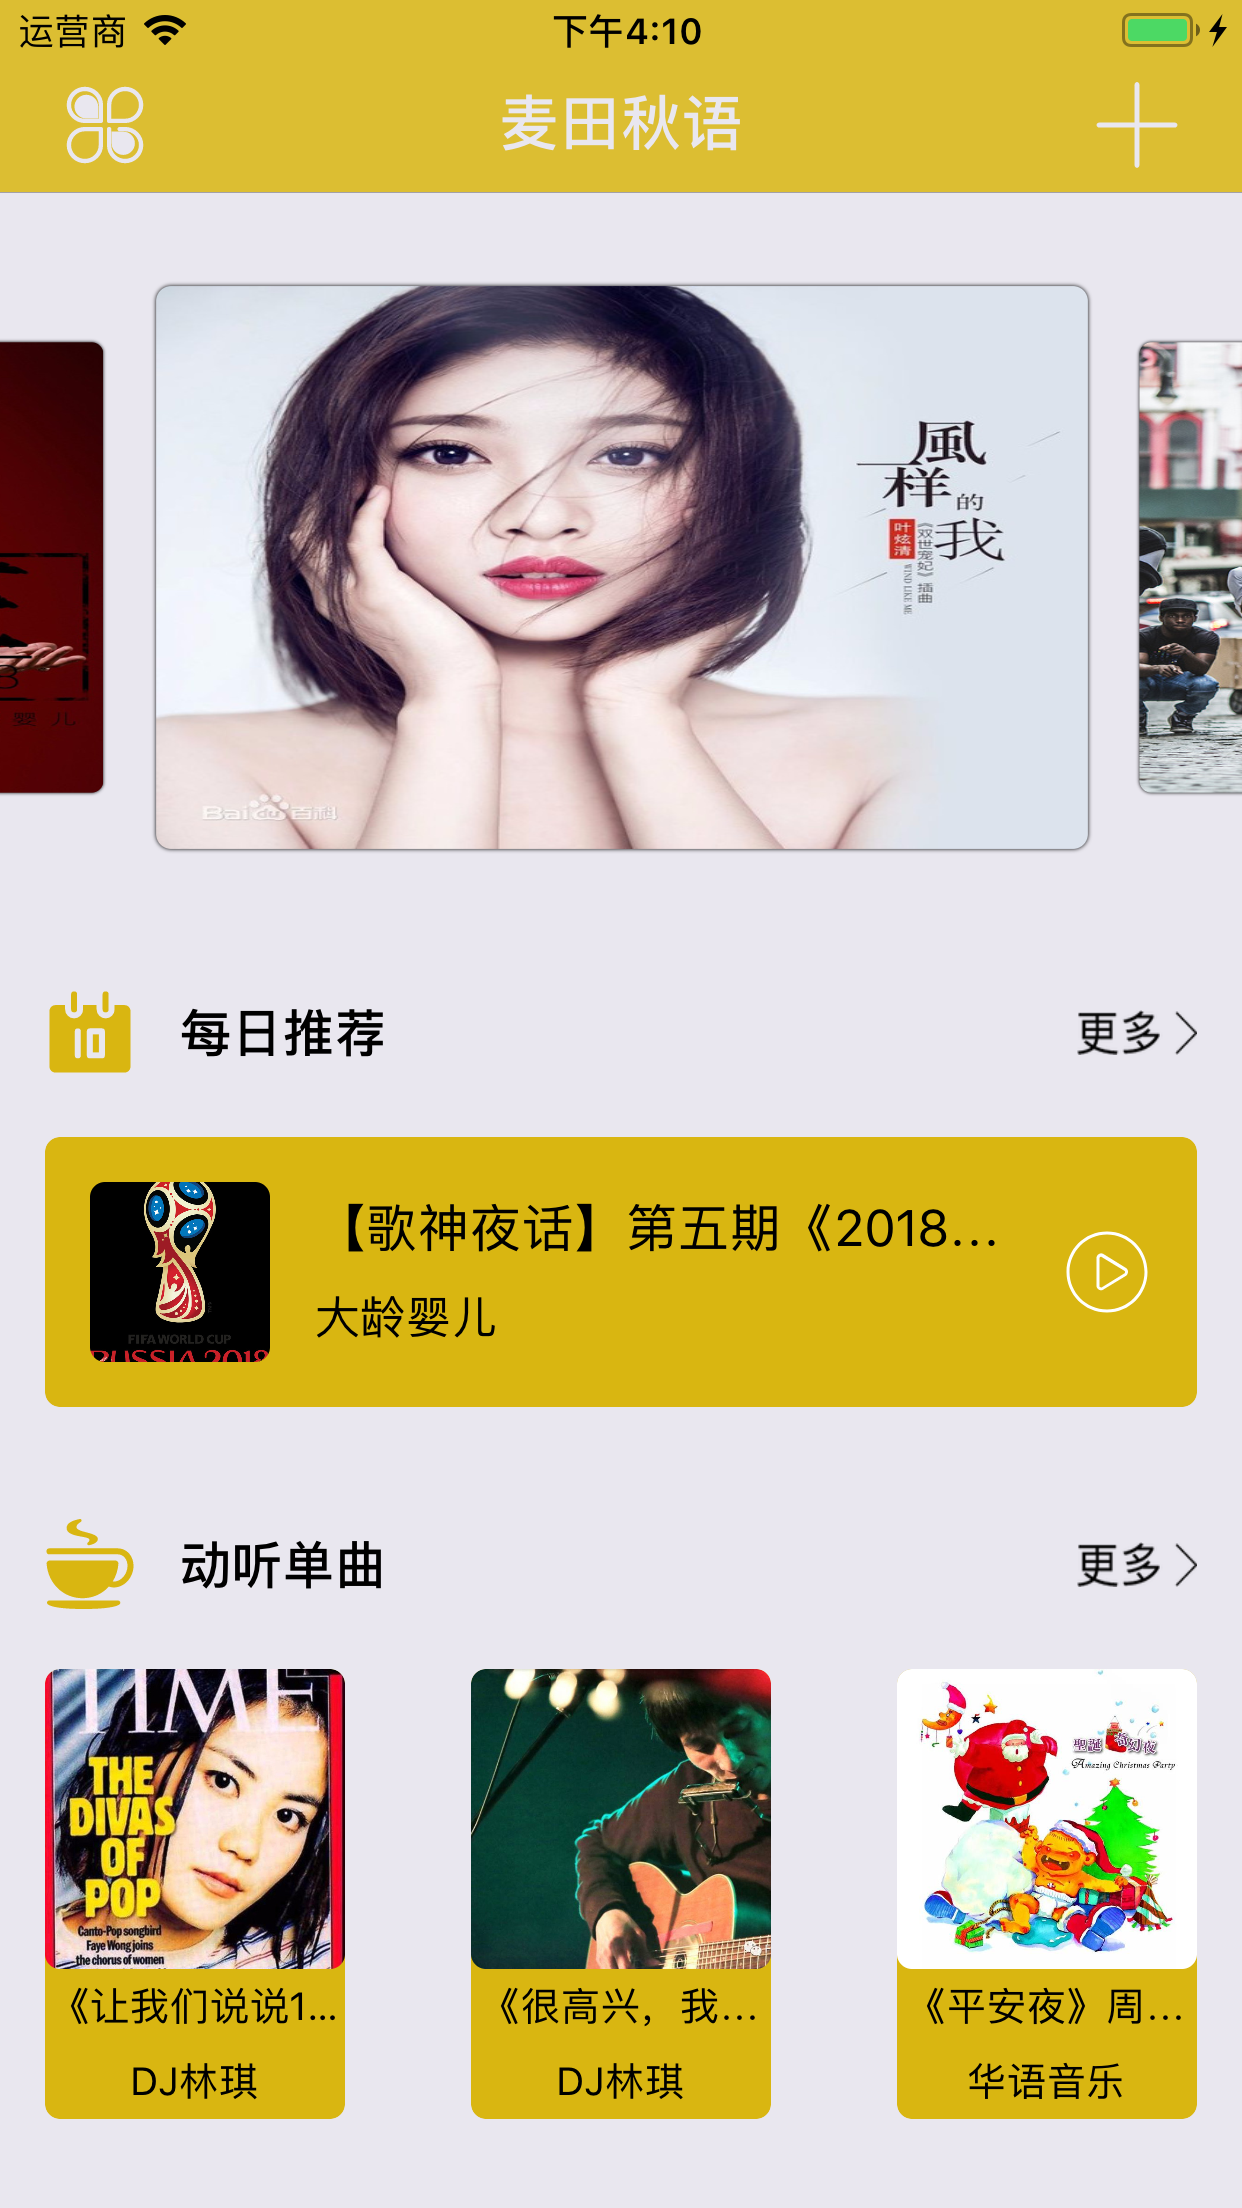 运营商
下午4:10
麦田秋语
風
样的
我
叶炫清
《双世宠妃》插曲
WIND LIKE ME
Bai百科
婴 儿
每日推荐
更多
10
【歌神夜话】第五期《2018...
大龄婴儿
FIFA WORLD CUP
RUSSIA 2018
动听单曲
更多
TIME
THE
DIVAS
OF
POP
Canto-Pop songbird
Faye Wong joins
the chorus of women
聖誕狂幻夜
Amazing Christmas Party
《让我们说说1...
《很高兴，我...
《平安夜》周...
DJ林琪
DJ林琪
华语音乐